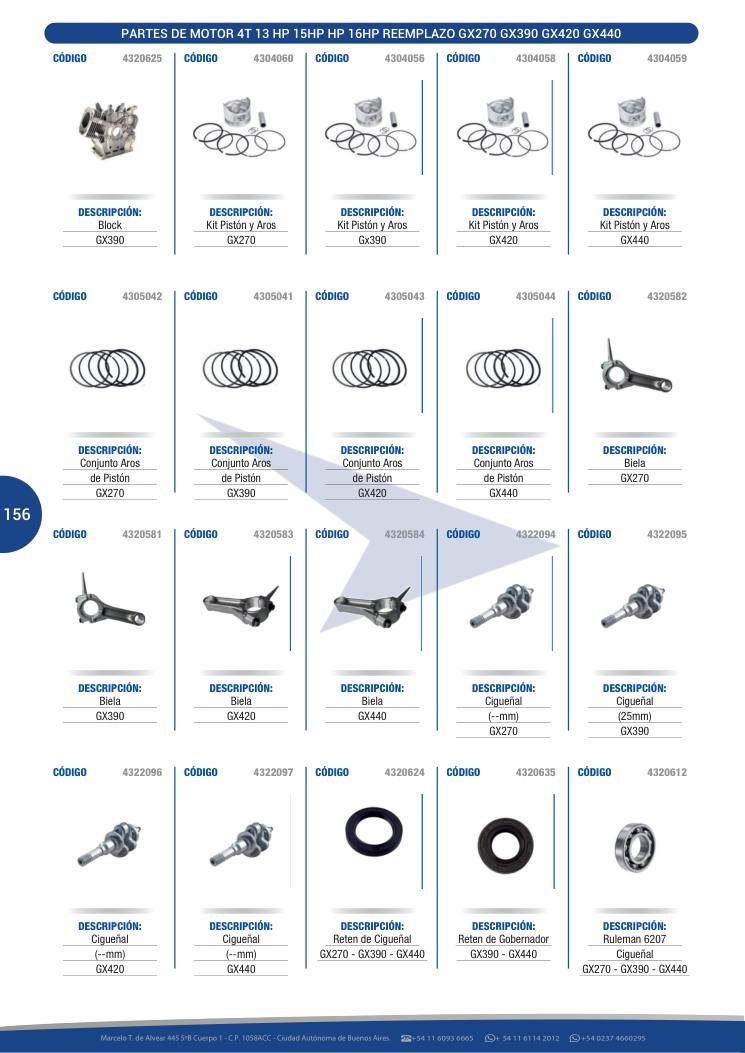 PARTES DE MOTOR 4T 13 HP 15HP HP 16HP REEMPLAZO GX270 GX390 GX420 GX440
CÓDIGO 4320625
DESCRIPCIÓN:
Block
GX390
CÓDIGO 4304060
DESCRIPCIÓN:
Kit Pistón y Aros
GX270
CÓDIGO 4304056
DESCRIPCIÓN:
Kit Pistón y Aros
Gx390
CÓDIGO 4304058
DESCRIPCIÓN:
Kit Pistón y Aros
GX420
CÓDIGO 4304059
DESCRIPCIÓN:
Kit Pistón y Aros
GX440
CÓDIGO 4305042
DESCRIPCIÓN:
Conjunto Aros
de Pistón
GX270
CÓDIGO 4305041
DESCRIPCIÓN:
Conjunto Aros
de Pistón
GX390
CÓDIGO 4305043
DESCRIPCIÓN:
Conjunto Aros
de Pistón
GX420
CÓDIGO 4305044
DESCRIPCIÓN:
Conjunto Aros
de Pistón
GX440
CÓDIGO 4320582
DESCRIPCIÓN:
Biela
GX270
156
CÓDIGO 4320581
DESCRIPCIÓN:
Biela
GX390
CÓDIGO 4320583
DESCRIPCIÓN:
Biela
GX420
CÓDIGO 4320584
DESCRIPCIÓN:
Biela
GX440
CÓDIGO 4322094
DESCRIPCIÓN:
Cigueñal
(--mm)
GX270
CÓDIGO 4322095
DESCRIPCIÓN:
Cigueñal
(25mm)
GX390
CÓDIGO 4322096
DESCRIPCIÓN:
Cigueñal
(--mm)
GX420
CÓDIGO 4322097
DESCRIPCIÓN:
Cigueñal
(--mm)
GX440
CÓDIGO 4320624
DESCRIPCIÓN:
Reten de Cigueñal
GX270 - GX390 - GX440
CÓDIGO 4320635
DESCRIPCIÓN:
Reten de Gobernador
GX390 - GX440
CÓDIGO 4320612
DESCRIPCIÓN:
Ruleman 6207
Cigueñal
GX270 - GX390 - GX440
Marcelo T. de Alvear 445 5ºB Cuerpo 1 - C.P. 1058ACC - Ciudad Autónoma de Buenos Aires +54 11 6093 6665 + 54 11 6114 2012 +54 0237 4660295